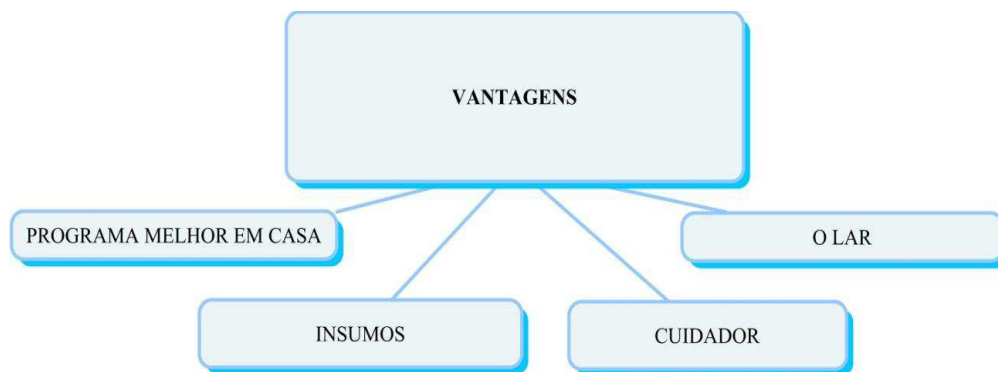 VANTAGENS
PROGRAMA MELHOR EM CASA
O LAR
INSUMOS
CUIDADOR